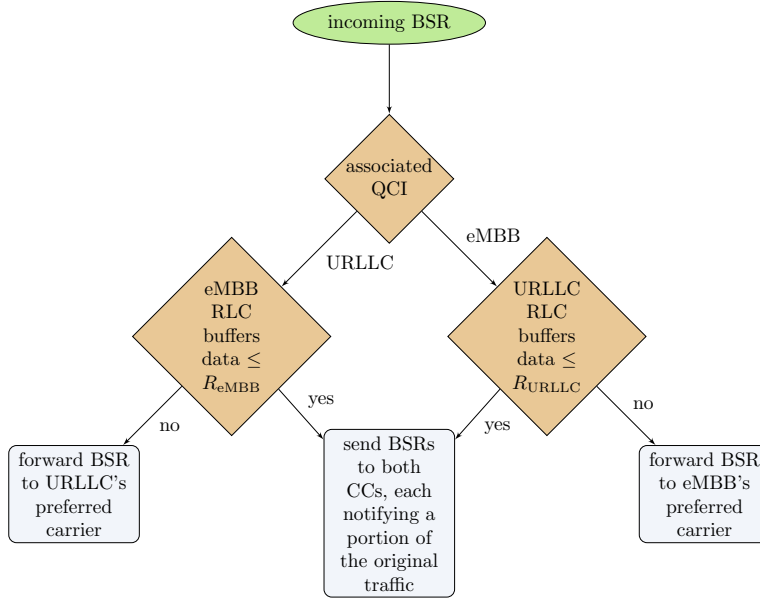 incoming BSR
associated
QCI
URLLC
eMBB
eMBB
RLC
buffers
data ≤
R_eMBB
URLLC
RLC
buffers
data ≤
R_URLLC
no
yes
yes
no
forward BSR
to URLLC's
preferred
carrier
send BSRs
to both
CCs, each
notifying a
portion of
the original
traffic
forward BSR
to eMBB's
preferred
carrier